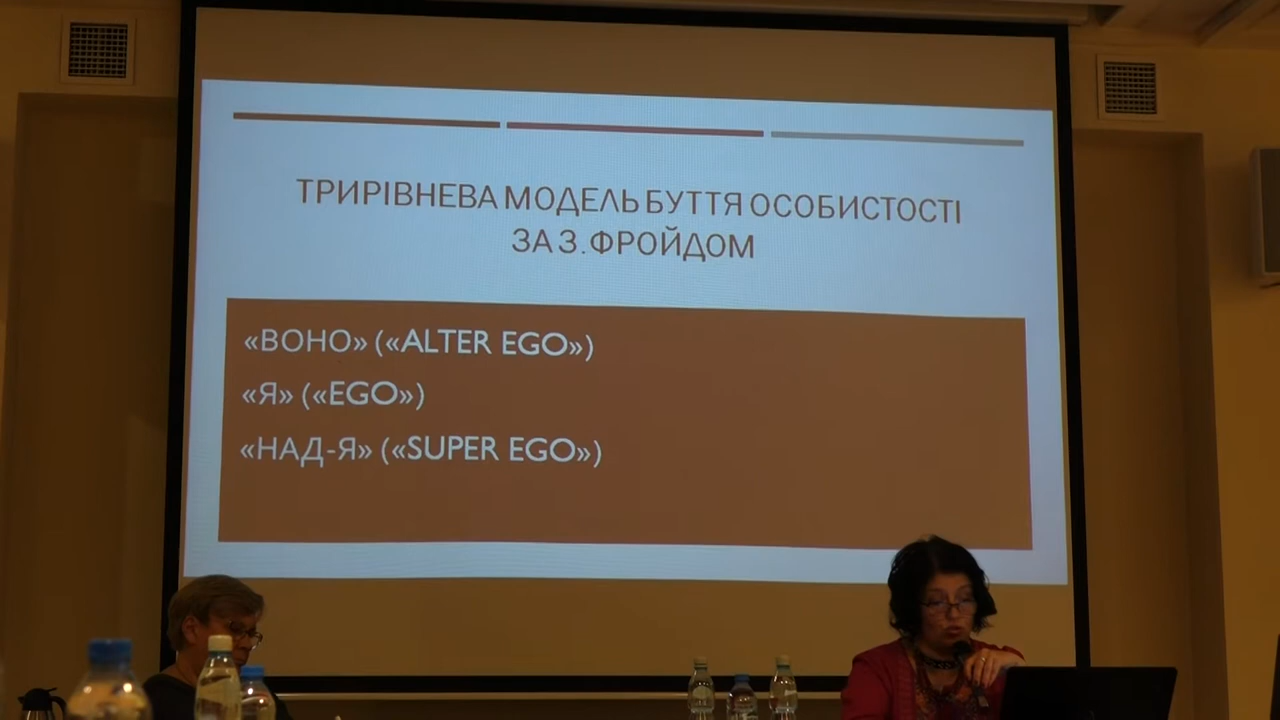 ТРИРІВНЕВА МОДЕЛЬ БУТТЯ ОСОБИСТОСТІ
ЗА З. ФРОЙДОМ
«ВОНО» («ALTER EGO»)
«Я» («EGO»)
«НАД-Я» («SUPER EGO»)